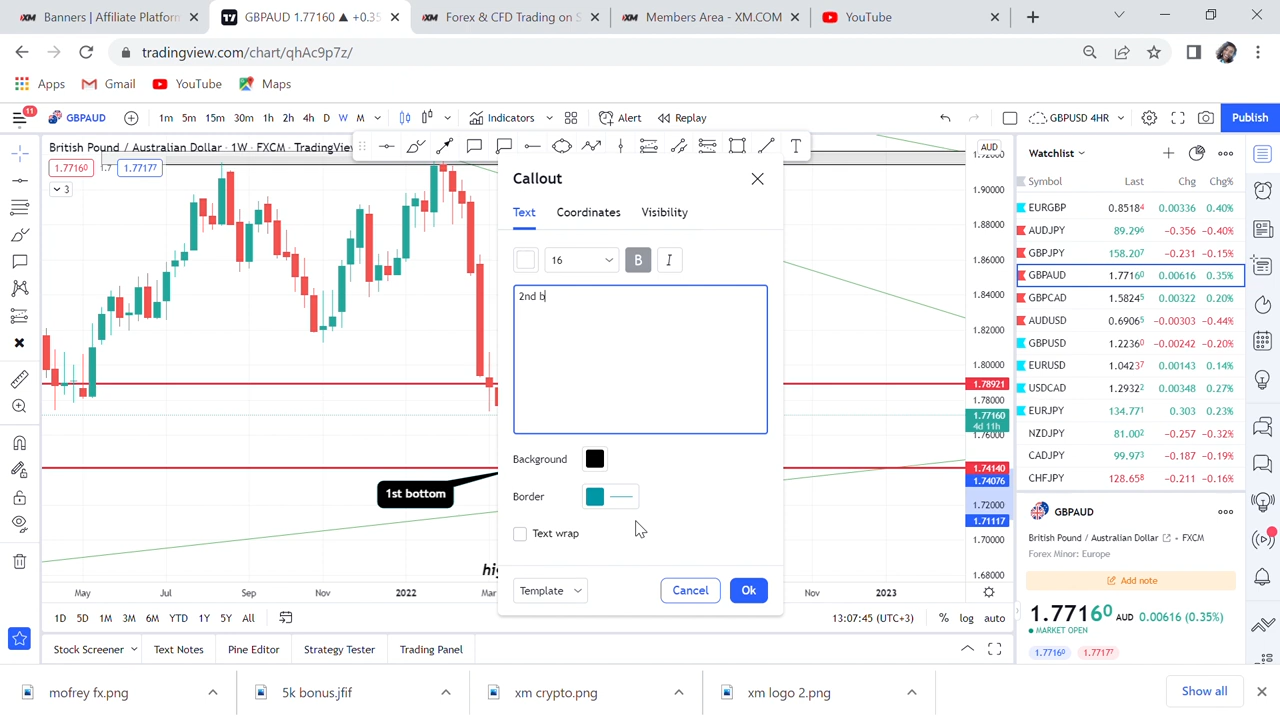 Banners | Affiliate Platform
GBPAUD 1.77160 ▲ +0.35
Forex & CFD Trading on S
Members Area - XM.COM
YouTube
tradingview.com/chart/qhAc9p7z/
Apps
Gmail
YouTube
Maps
11
GBPAUD
1m 5m 15m 30m 1h 2h 4h D W M
Indicators
Alert
Replay
GBPUSD 4HR
Publish
British Pound / Australian Dollar · 1W · FXCM · TradingView
1.77160 1.7 1.77177
3
Callout
Text Coordinates Visibility
16
B I
2nd b
Background
Border
Text wrap
Template
Cancel
Ok
1st bottom
AUD
1.92000
1.90000
1.88000
1.86000
1.84000
1.82000
1.80000
1.78921
1.78000
1.77160
4d 11h
1.76000
1.74140
1.74076
1.72000
1.71117
1.70000
1.68000
May Jul Sep Nov 2022 Mar Nov 2023
1D 5D 1M 3M 6M YTD 1Y 5Y All
13:07:45 (UTC+3)
% log auto
Stock Screener
Text Notes
Pine Editor
Strategy Tester
Trading Panel
Watchlist
Symbol Last Chg Chg%
EURGBP 0.85184 0.00336 0.40%
AUDJPY 89.296 −0.356 −0.40%
GBPJPY 158.207 −0.231 −0.15%
GBPAUD 1.77160 0.00616 0.35%
GBPCAD 1.58245 0.00322 0.20%
AUDUSD 0.69065 −0.00303 −0.44%
GBPUSD 1.22360 −0.00242 −0.20%
EURUSD 1.04237 0.00143 0.14%
USDCAD 1.29322 0.00348 0.27%
EURJPY 134.771 0.303 0.23%
NZDJPY 81.002 −0.257 −0.32%
CADJPY 99.973 −0.187 −0.19%
CHFJPY 128.658 −0.211 −0.16%
GBPAUD
British Pound / Australian Dollar • FXCM
Forex Minor: Europe
Add note
1.77160 AUD 0.00616 (0.35%)
MARKET OPEN
1.77160 1.77177
mofrey fx.png
5k bonus.jfif
xm crypto.png
xm logo 2.png
Show all